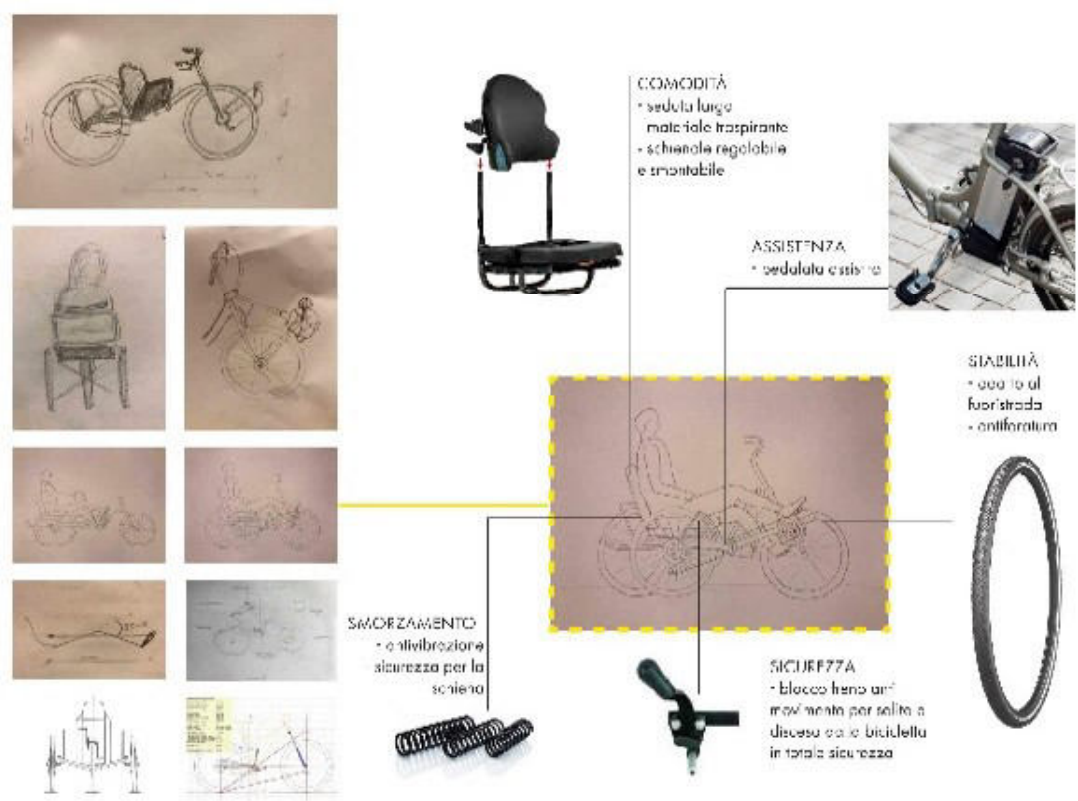 COMODITÀ
• seduta larga
materiale traspirante
• schienale regolabile
e smontabile
ASSISTENZA
• pedalata assistita
STABILITÀ
• adatto al
fuoristrada
• antiforatura
SMORZAMENTO
• antivibrazione
sicurezza per la
schiena
SICUREZZA
• blocco freno anti
movimento per salita e
discesa dalla bicicletta
in totale sicurezza